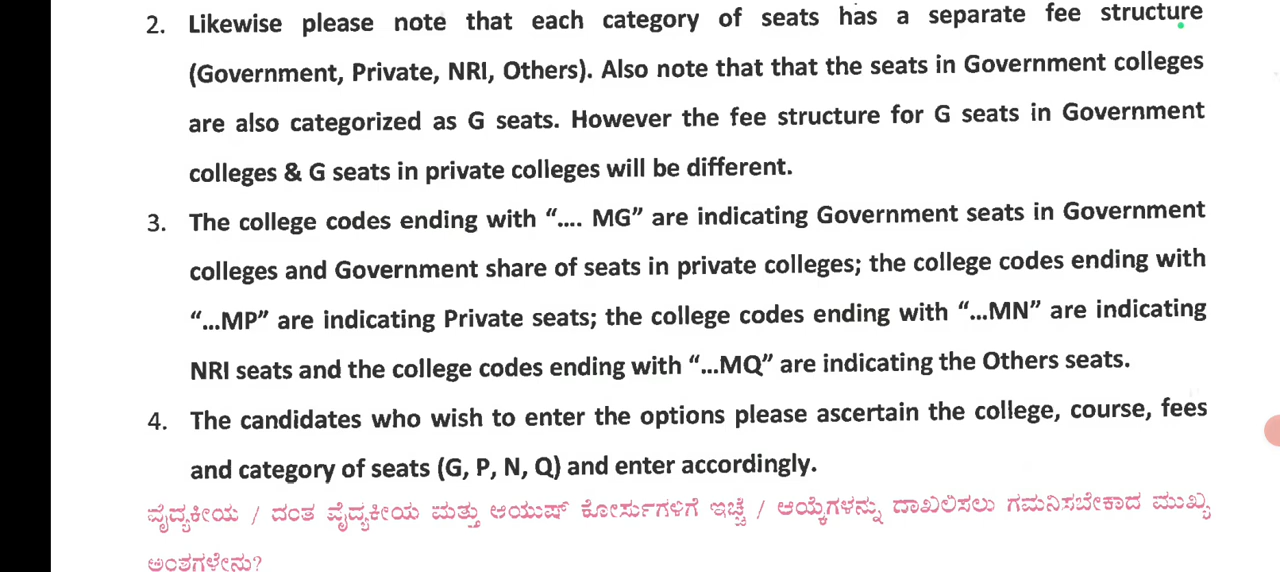 2. Likewise please note that each category of seats has a separate fee structure
(Government, Private, NRI, Others). Also note that that the seats in Government colleges
are also categorized as G seats. However the fee structure for G seats in Government
colleges & G seats in private colleges will be different.
3. The college codes ending with “.... MG” are indicating Government seats in Government
colleges and Government share of seats in private colleges; the college codes ending with
“...MP” are indicating Private seats; the college codes ending with “...MN” are indicating
NRI seats and the college codes ending with “...MQ” are indicating the Others seats.
4. The candidates who wish to enter the options please ascertain the college, course, fees
and category of seats (G, P, N, Q) and enter accordingly.
ವೈದ್ಯಕೀಯ / ದಂತ ವೈದ್ಯಕೀಯ ಮತ್ತು ಆಯುಷ್ ಕೋರ್ಸುಗಳಿಗೆ ಇಚ್ಛೆ / ಆಯ್ಕೆಗಳನ್ನು ದಾಖಲಿಸಲು ಗಮನಿಸಬೇಕಾದ ಮುಖ್ಯ
ಅಂಶಗಳೇನು?